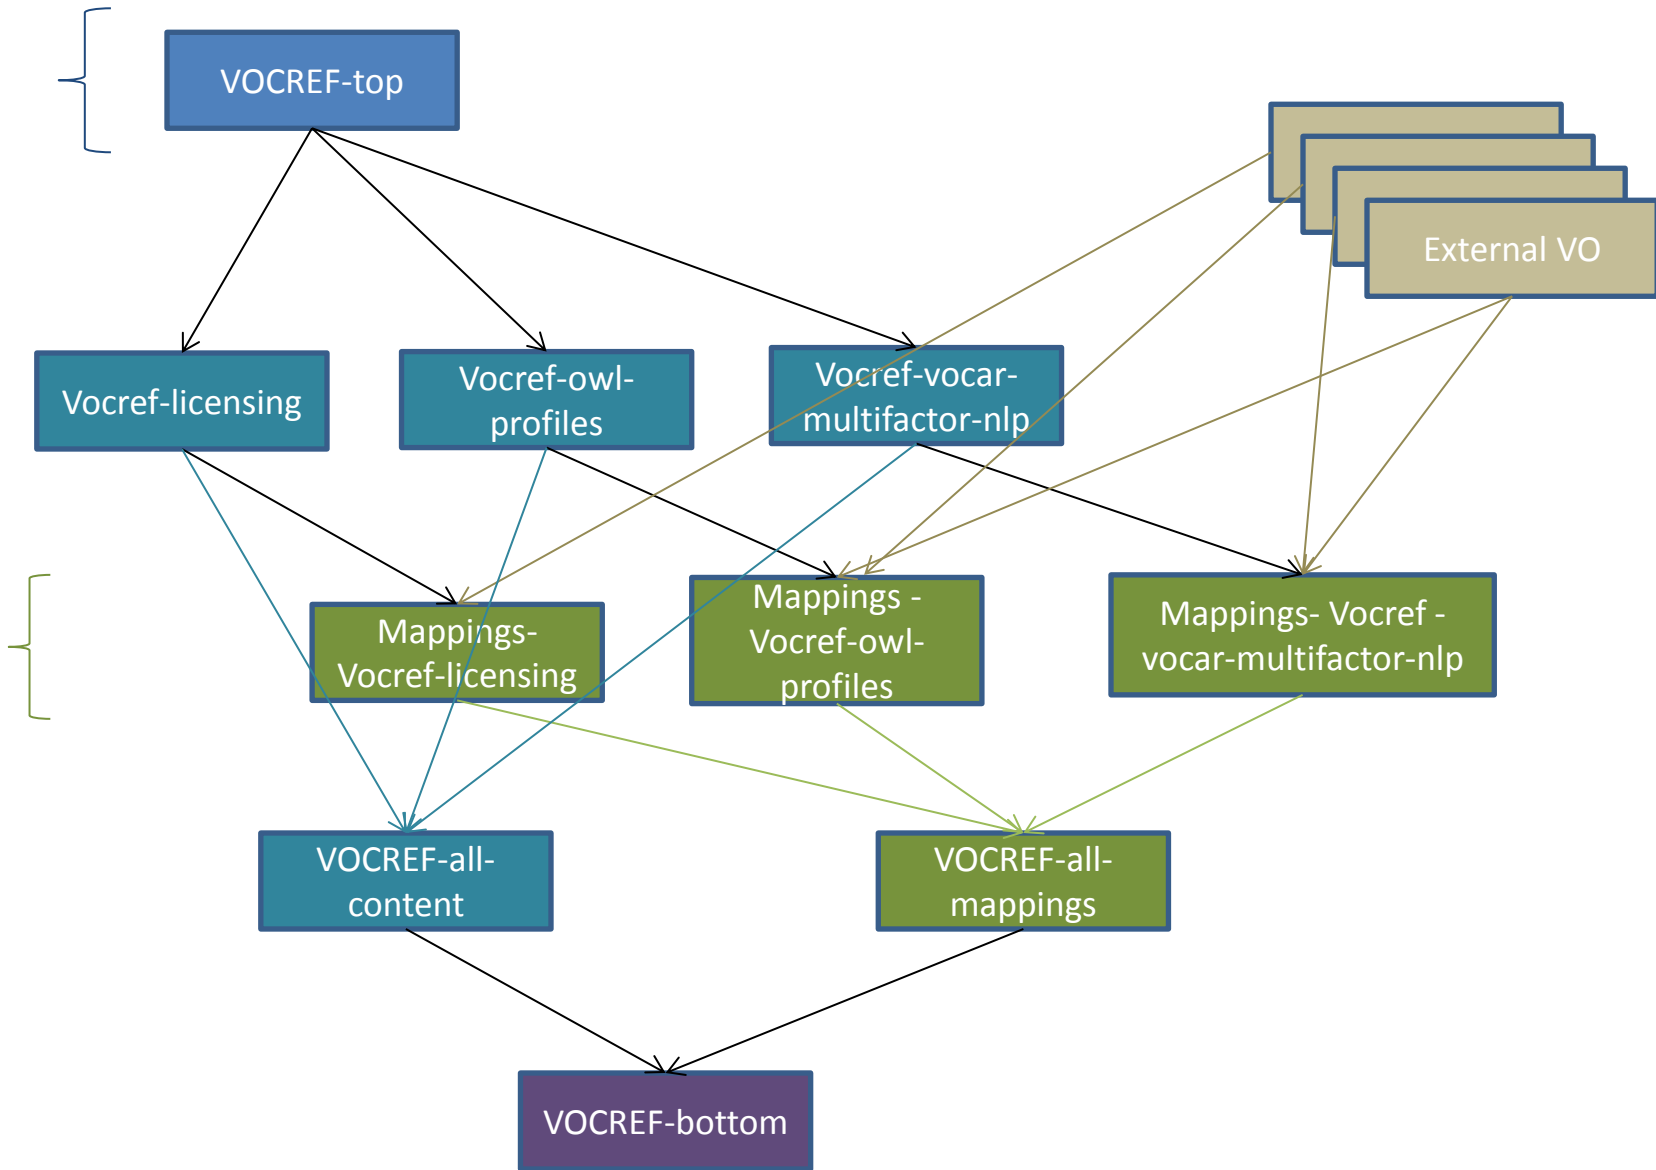 VOCREF-top
External VO
Vocref-licensing
Vocref-owl-
profiles
Vocref-vocar-
multifactor-nlp
Mappings-
Vocref-licensing
Mappings -
Vocref-owl-
profiles
Mappings- Vocref -
vocar-multifactor-nlp
VOCREF-all-
content
VOCREF-all-
mappings
VOCREF-bottom